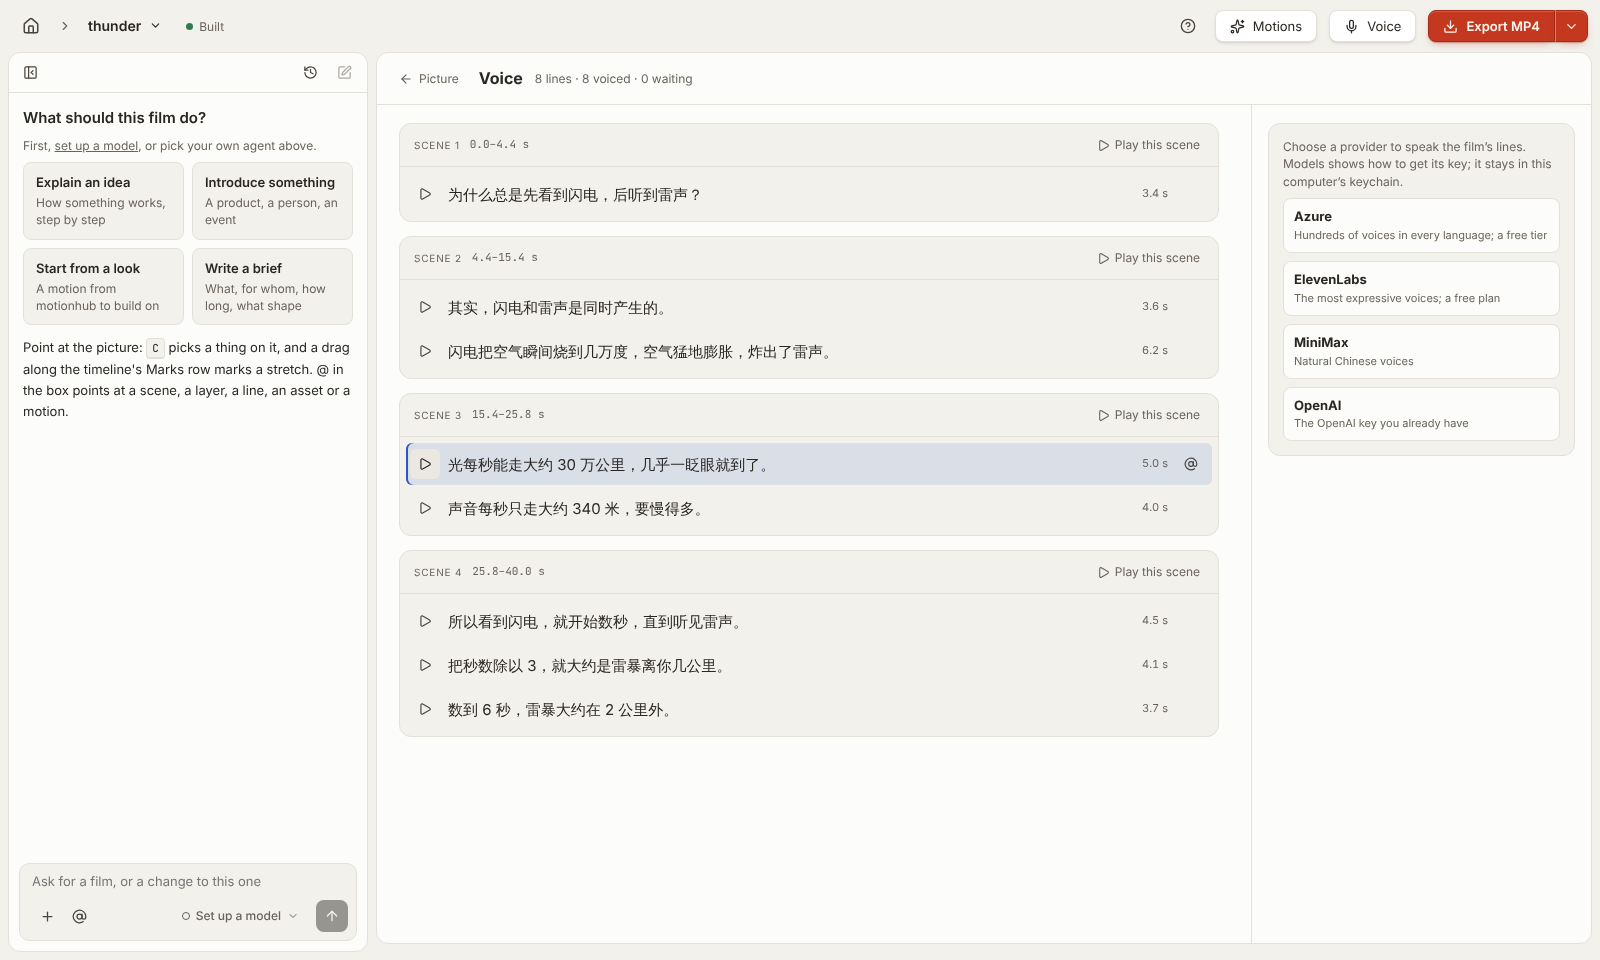 thunder
Built
Motions
Voice
Export MP4
What should this film do?
First, set up a model, or pick your own agent above.
Explain an idea
How something works,
step by step
Introduce something
A product, a person, an
event
Start from a look
A motion from
motionhub to build on
Write a brief
What, for whom, how
long, what shape
Point at the picture: C picks a thing on it, and a drag
along the timeline's Marks row marks a stretch. @ in
the box points at a scene, a layer, a line, an asset or a
motion.
Ask for a film, or a change to this one
Set up a model
Picture
Voice
8 lines · 8 voiced · 0 waiting
SCENE 1 0.0–4.4 s
Play this scene
为什么总是先看到闪电，后听到雷声？ 3.4 s
SCENE 2 4.4–15.4 s
Play this scene
其实，闪电和雷声是同时产生的。 3.6 s
闪电把空气瞬间烧到几万度，空气猛地膨胀，炸出了雷声。 6.2 s
SCENE 3 15.4–25.8 s
Play this scene
光每秒能走大约 30 万公里，几乎一眨眼就到了。 5.0 s
声音每秒只走大约 340 米，要慢得多。 4.0 s
SCENE 4 25.8–40.0 s
Play this scene
所以看到闪电，就开始数秒，直到听见雷声。 4.5 s
把秒数除以 3，就大约是雷暴离你几公里。 4.1 s
数到 6 秒，雷暴大约在 2 公里外。 3.7 s
Choose a provider to speak the film’s lines.
Models shows how to get its key; it stays in this
computer’s keychain.
Azure
Hundreds of voices in every language; a free tier
ElevenLabs
The most expressive voices; a free plan
MiniMax
Natural Chinese voices
OpenAI
The OpenAI key you already have